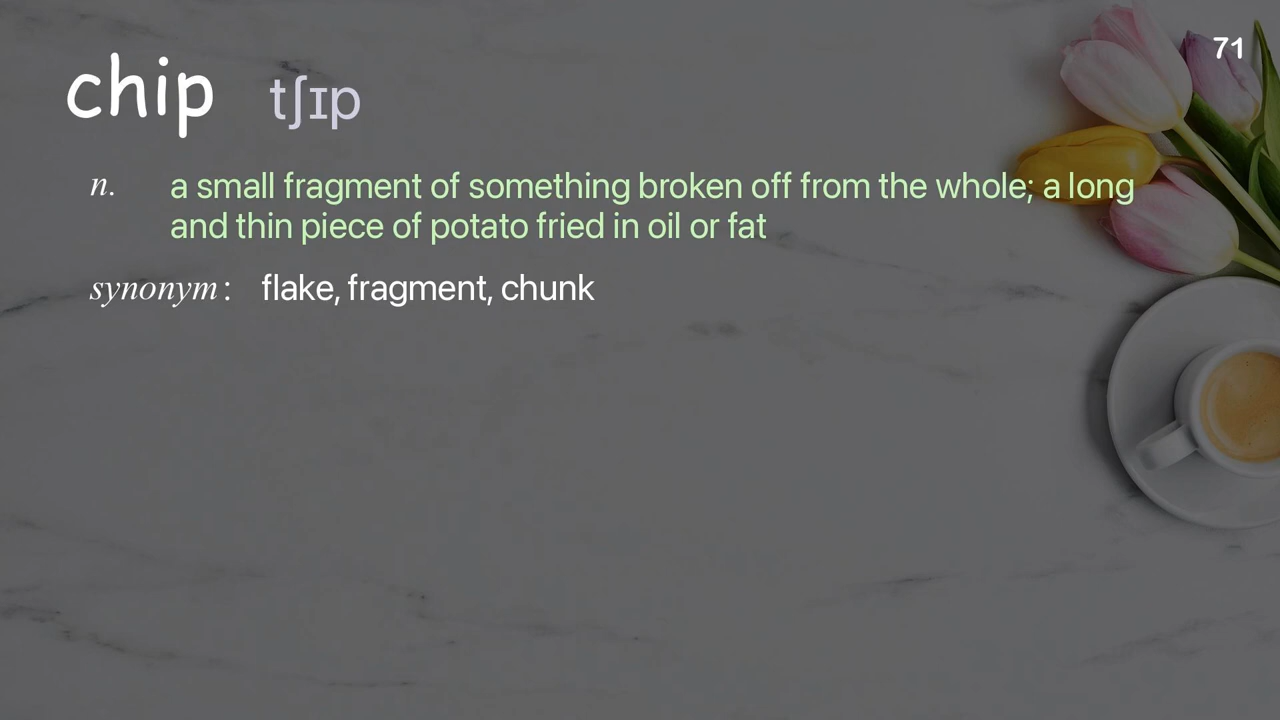 71
chip tʃɪp
n. a small fragment of something broken off from the whole; a long
and thin piece of potato fried in oil or fat
synonym: flake, fragment, chunk